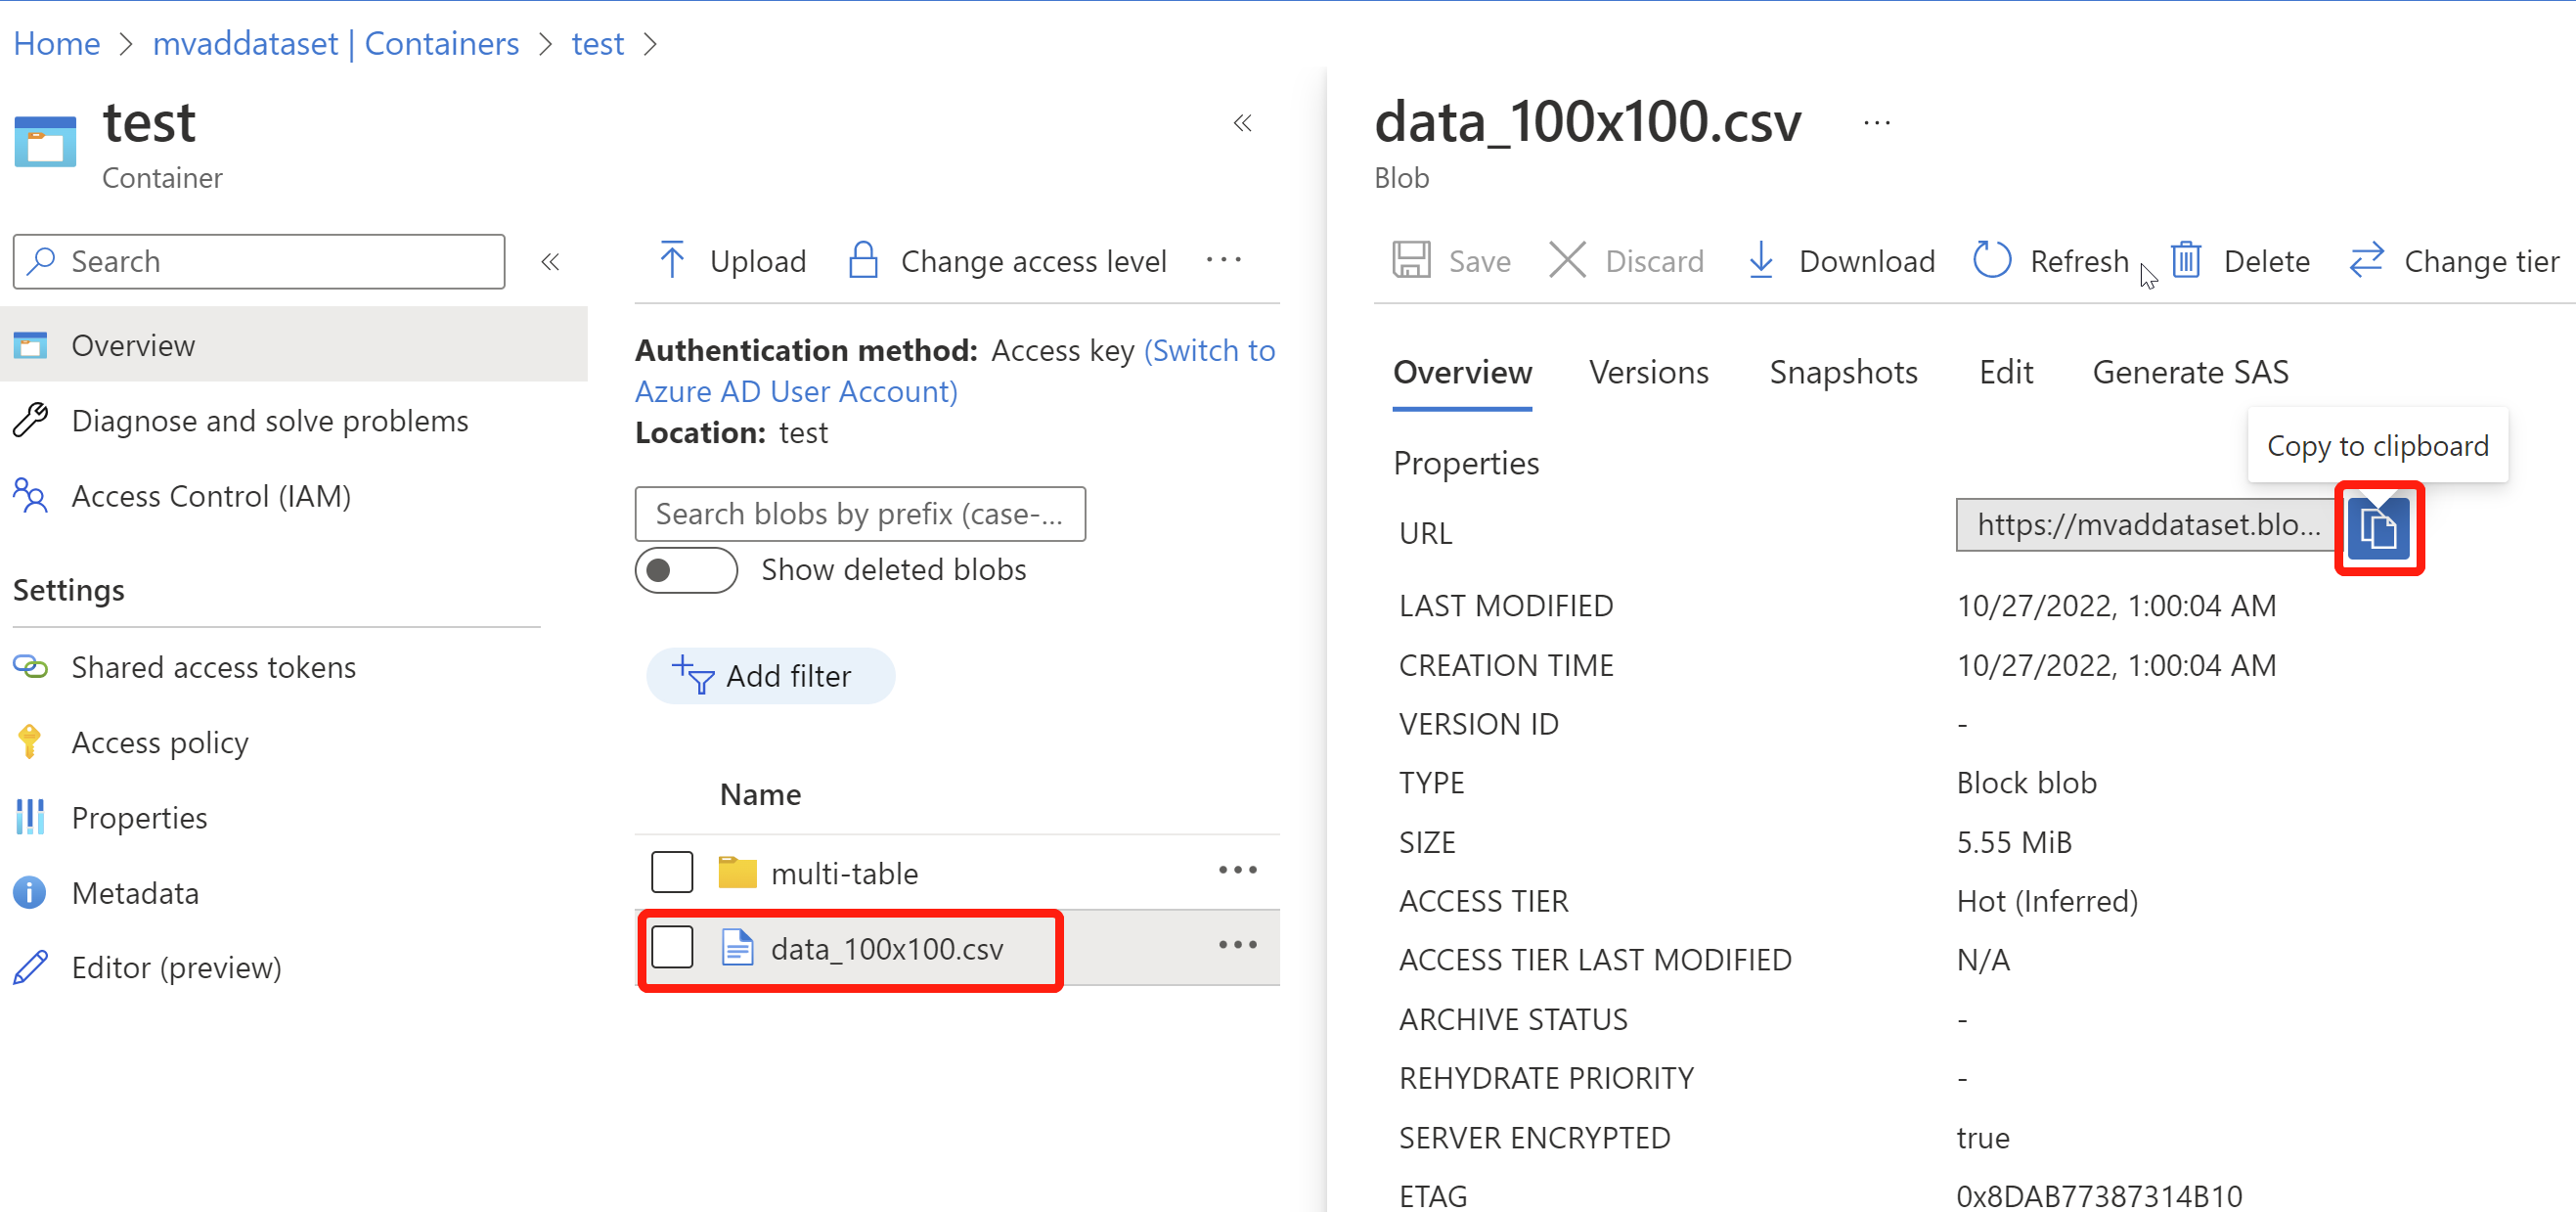 Home > mvaddataset | Containers > test >
test
Container
Search
Overview
Diagnose and solve problems
Access Control (IAM)
Settings
Shared access tokens
Access policy
Properties
Metadata
Editor (preview)
Upload
Change access level
Authentication method: Access key (Switch to
Azure AD User Account)
Location: test
Search blobs by prefix (case-...
Show deleted blobs
Add filter
Name
multi-table
data_100x100.csv
data_100x100.csv
Blob
Save
Discard
Download
Refresh
Delete
Change tier
Overview
Versions
Snapshots
Edit
Generate SAS
Copy to clipboard
Properties
URL https://mvaddataset.blo...
LAST MODIFIED 10/27/2022, 1:00:04 AM
CREATION TIME 10/27/2022, 1:00:04 AM
VERSION ID -
TYPE Block blob
SIZE 5.55 MiB
ACCESS TIER Hot (Inferred)
ACCESS TIER LAST MODIFIED N/A
ARCHIVE STATUS -
REHYDRATE PRIORITY -
SERVER ENCRYPTED true
ETAG 0x8DAB77387314B10